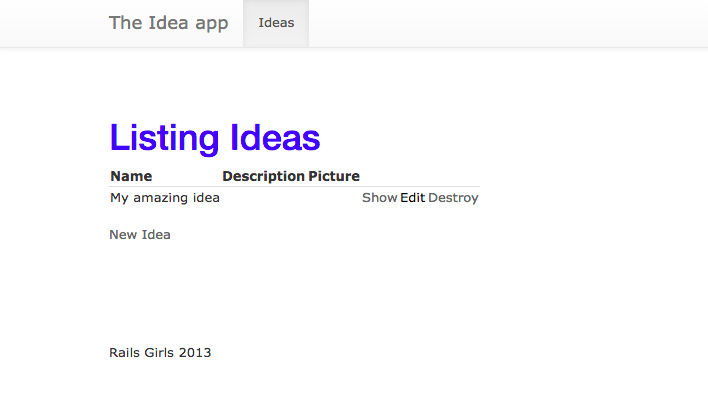 The Idea app Ideas
Listing Ideas
Name Description Picture
My amazing idea Show Edit Destroy
New Idea
Rails Girls 2013